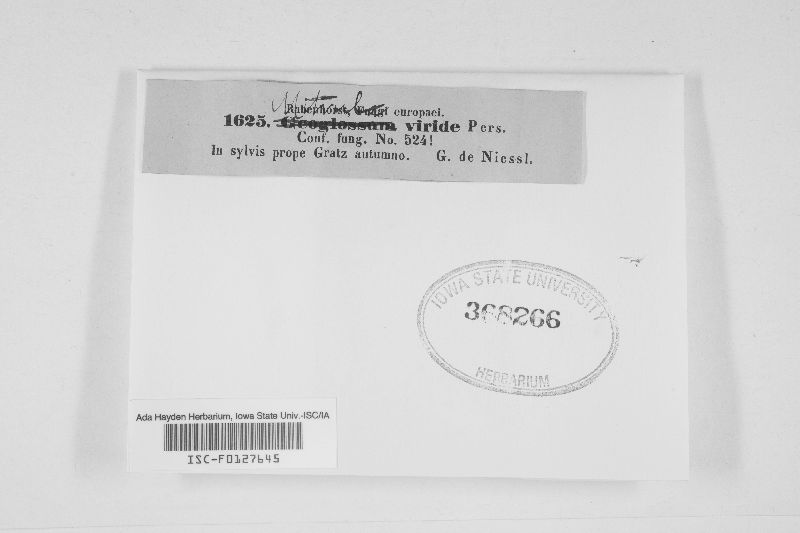 Mitrula
Rabenhorst, Fungi europaei.
1625. Geoglossum viride Pers.
Conf. fung. No. 524!
In sylvis prope Gratz autumno. G. de Niessl.
IOWA STATE UNIVERSITY
368266
HERBARIUM
Ada Hayden Herbarium, Iowa State Univ.-ISC/IA
ISC-F0127645